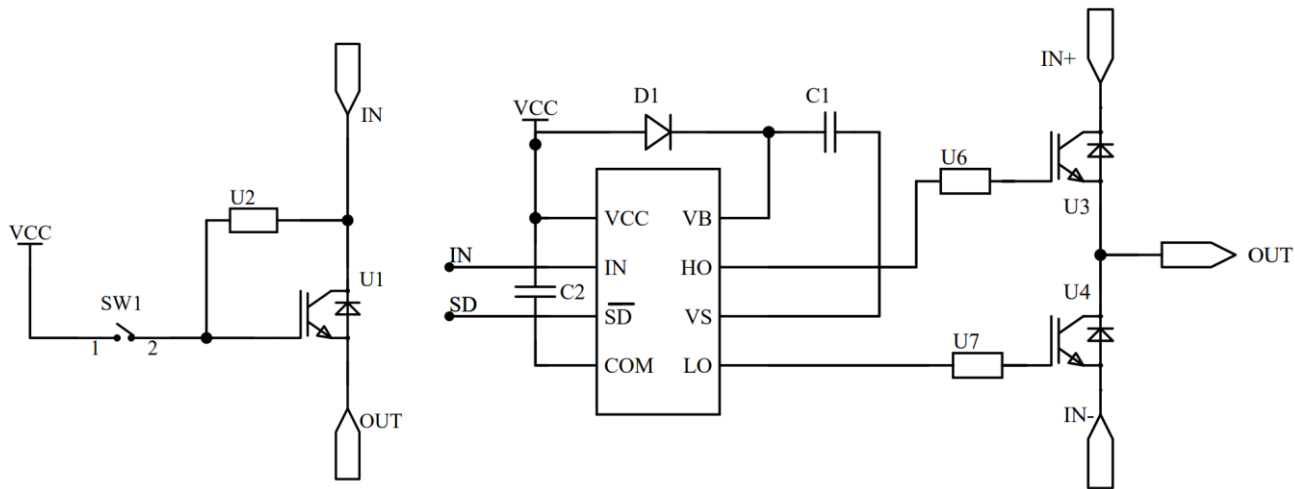 IN
U2
VCC
U1
SW1
1
2
OUT
D1
C1
VCC
VCC
VB
IN
IN
HO
C2
SD
SD
VS
COM
LO
IN+
U6
U3
OUT
U4
U7
IN-